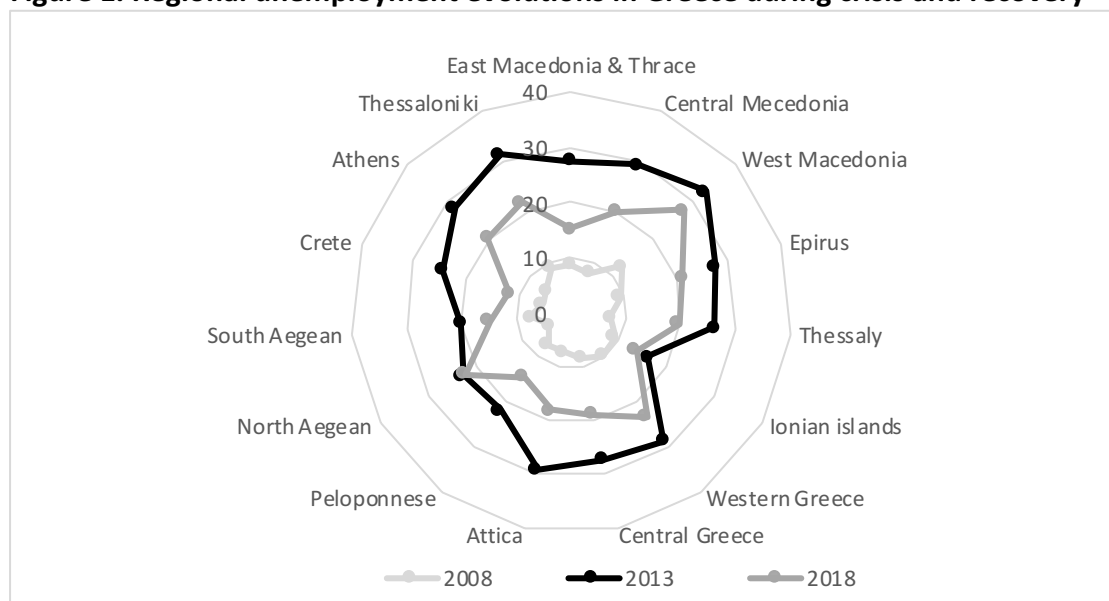 Figure 1. Regional unemployment evolutions in Greece during crisis and recovery
East Macedonia & Thrace
40
Thessaloniki
Central Mecedonia
30
Athens
West Macedonia
20
Crete
Epirus
10
0
South Aegean
Thessaly
North Aegean
Ionian islands
Peloponnese
Western Greece
Attica
Central Greece
2008
2013
2018